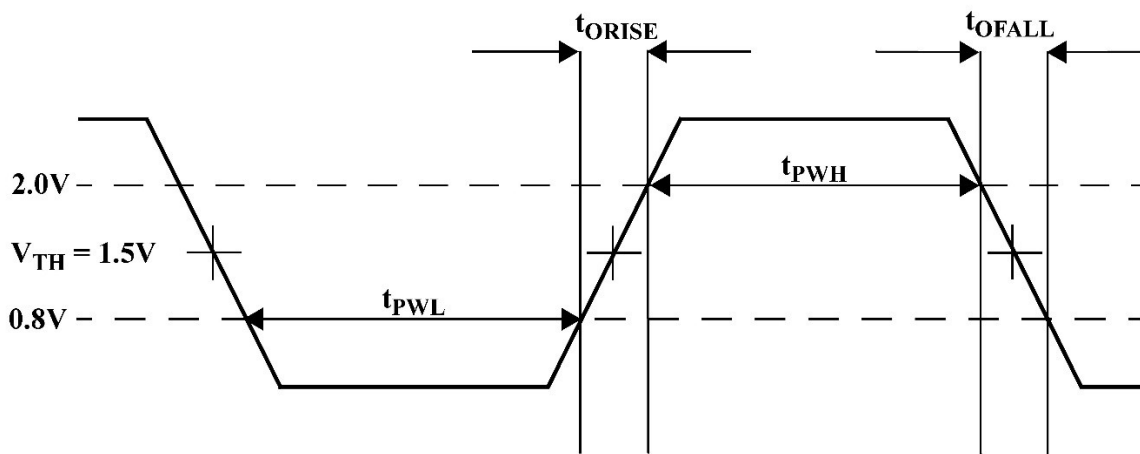 tORISE
tOFALL
2.0V
tPWH
VTH = 1.5V
tPWL
0.8V